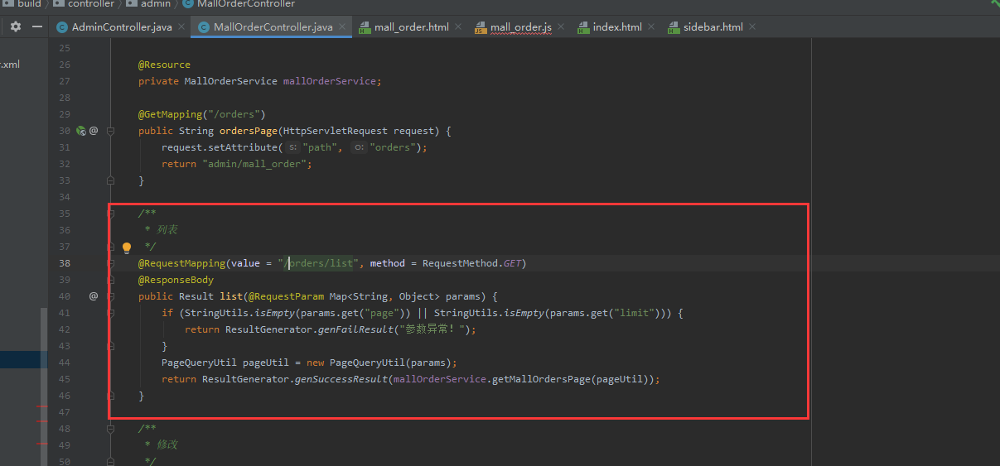 build controller admin MallOrderController
AdminController.java MallOrderController.java mall_order.html mall_order.js index.html sidebar.html
.xml
25
26 @Resource
27 private MallOrderService mallOrderService;
28
29 @GetMapping("/orders")
30 @ public String ordersPage(HttpServletRequest request) {
31 request.setAttribute( s: "path", o: "orders");
32 return "admin/mall_order";
33 }
34
35 /**
36 * 列表
37 */
38 @RequestMapping(value = "/orders/list", method = RequestMethod.GET)
39 @ResponseBody
40 @ public Result list(@RequestParam Map<String, Object> params) {
41 if (StringUtils.isEmpty(params.get("page")) || StringUtils.isEmpty(params.get("limit"))) {
42 return ResultGenerator.genFailResult("参数异常！");
43 }
44 PageQueryUtil pageUtil = new PageQueryUtil(params);
45 return ResultGenerator.genSuccessResult(mallOrderService.getMallOrdersPage(pageUtil));
46 }
47
48 /**
49 * 修改
50 */